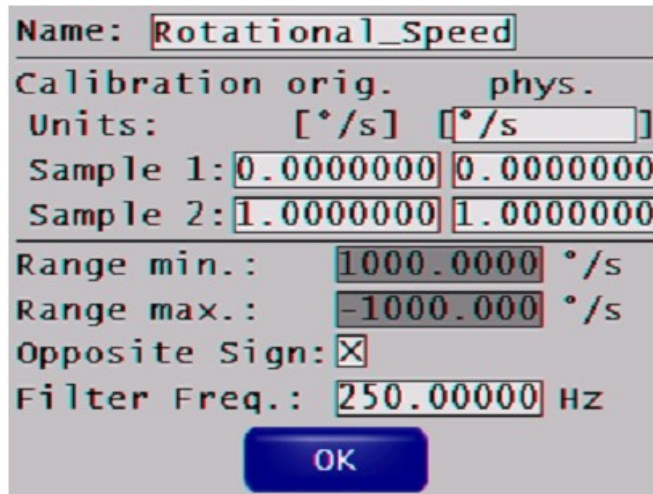 Name: Rotational_Speed
Calibration orig. phys.
Units: [°/s] [°/s ]
Sample 1: 0.0000000 0.0000000
Sample 2: 1.0000000 1.0000000
Range min.: 1000.0000 °/s
Range max.: -1000.000 °/s
Opposite Sign: X
Filter Freq.: 250.00000 Hz
OK